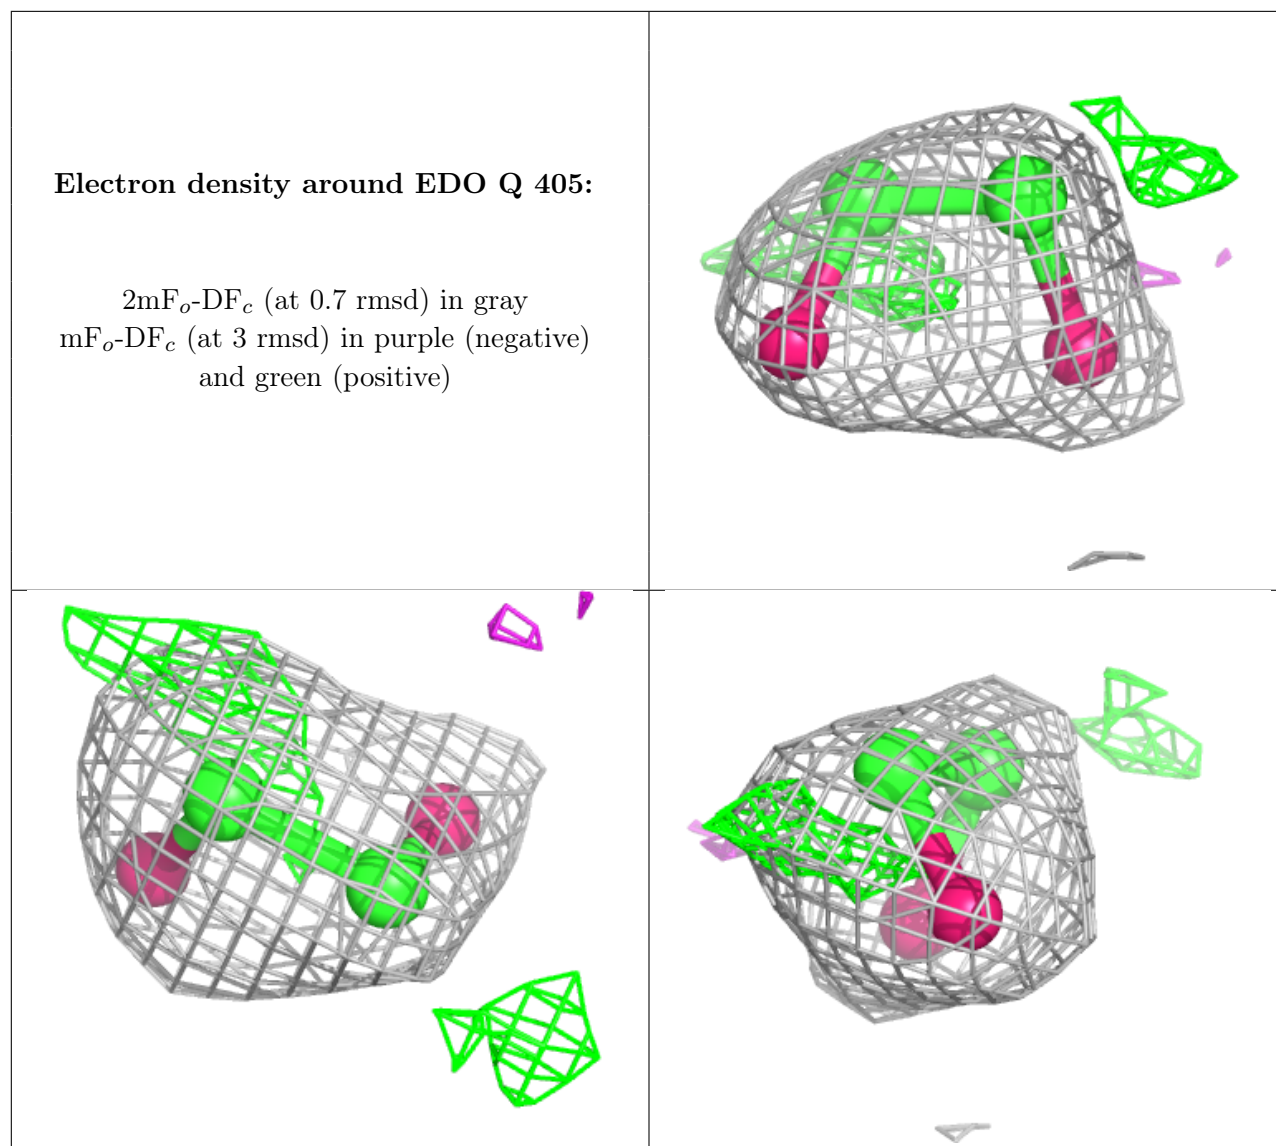 Electron density around EDO Q 405:
2mFₒ-DF𝒸 (at 0.7 rmsd) in gray
mFₒ-DF𝒸 (at 3 rmsd) in purple (negative)
and green (positive)